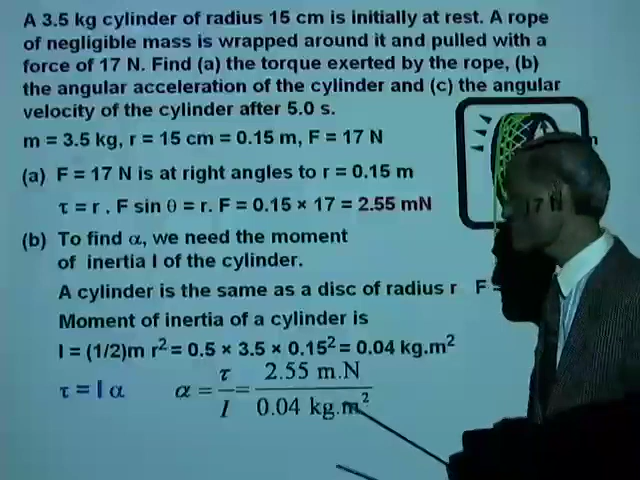 A 3.5 kg cylinder of radius 15 cm is initially at rest. A rope
of negligible mass is wrapped around it and pulled with a
force of 17 N. Find (a) the torque exerted by the rope, (b)
the angular acceleration of the cylinder and (c) the angular
velocity of the cylinder after 5.0 s.
m = 3.5 kg, r = 15 cm = 0.15 m, F = 17 N
(a) F = 17 N is at right angles to r = 0.15 m
τ = r . F sin θ = r. F = 0.15 × 17 = 2.55 mN
(b) To find α, we need the moment
of inertia I of the cylinder.
A cylinder is the same as a disc of radius r
F =
17 N
Moment of inertia of a cylinder is
I = (1/2)m r² = 0.5 × 3.5 × 0.15² = 0.04 kg.m²
τ = I α α = τ/I = 2.55 m.N / 0.04 kg.m²